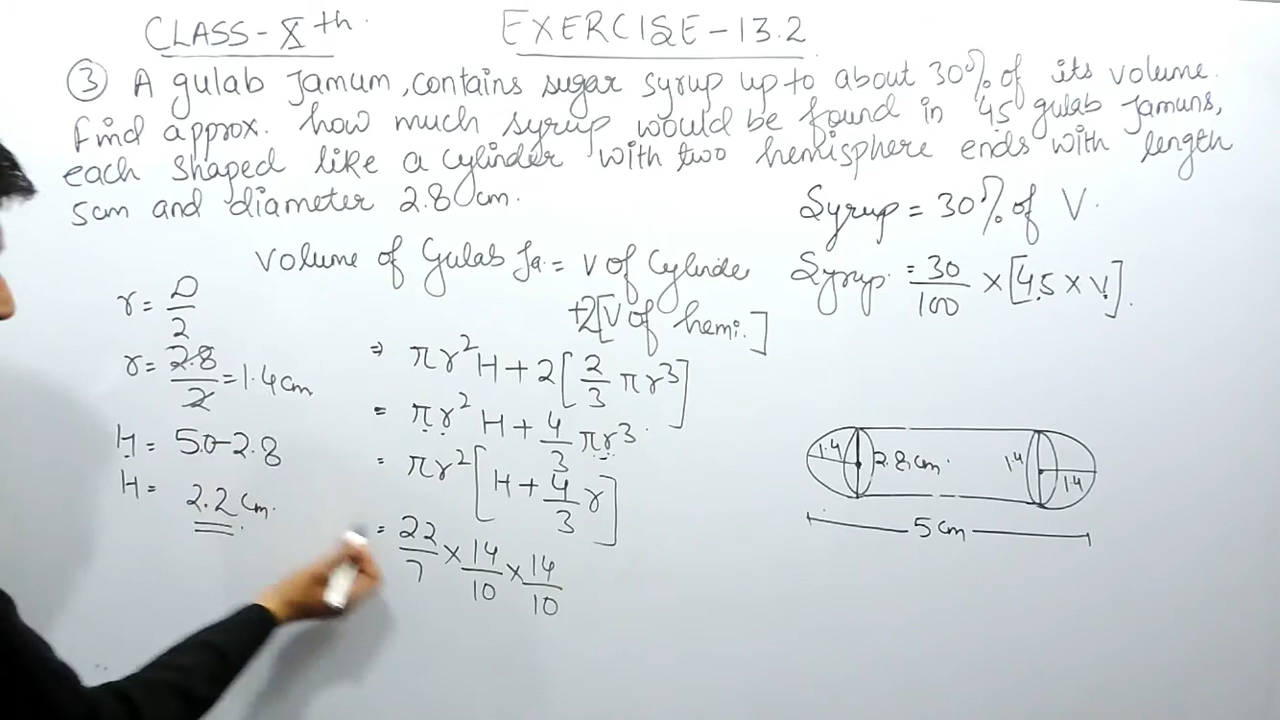 CLASS-Xth. EXERCISE-13.2
③ A gulab Jamum, contains sugar syrup up to about 30% of its volume.
Find approx. how much syrup would be found in 45 gulab Jamuns,
each shaped like a cylinder with two hemisphere ends with length
5cm and diameter 2.8cm.
Syrup = 30% of V.
Volume of Gulab Ja. = V of Cylinde
+2[V of hemi.]
Syrup = 30/100 × [45 × V].
r = D/2
r = 2.8/2 = 1.4cm
H = 5.0-2.8
H = 2.2 cm.
⇒ πr²H + 2[2/3 πr³]
= πr²H + 4/3 πr³
= πr²[H + 4/3 r]
= 22/7 × 14/10 × 14/10
1.4 2.8cm. 1.4 1.4
5cm